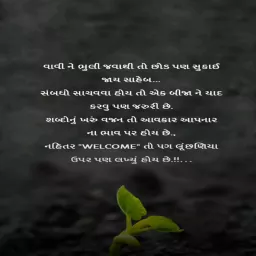 વાવી ને ભુલી જવાથી તો છોડ પણ સુકાઈ
જાય સાહેબ...
સંબધો સાચવવા હોય તો એક બીજા ને યાદ
કરવુ પણ જરુરી છે.
શબ્દોનું ખરું વજન તો આવકાર આપનાર
ના ભાવ પર હોય છે.,
નહિતર "WELCOME" તો પગ લૂંછણિયા
ઉપર પણ લખ્યું હોય છે.!!...